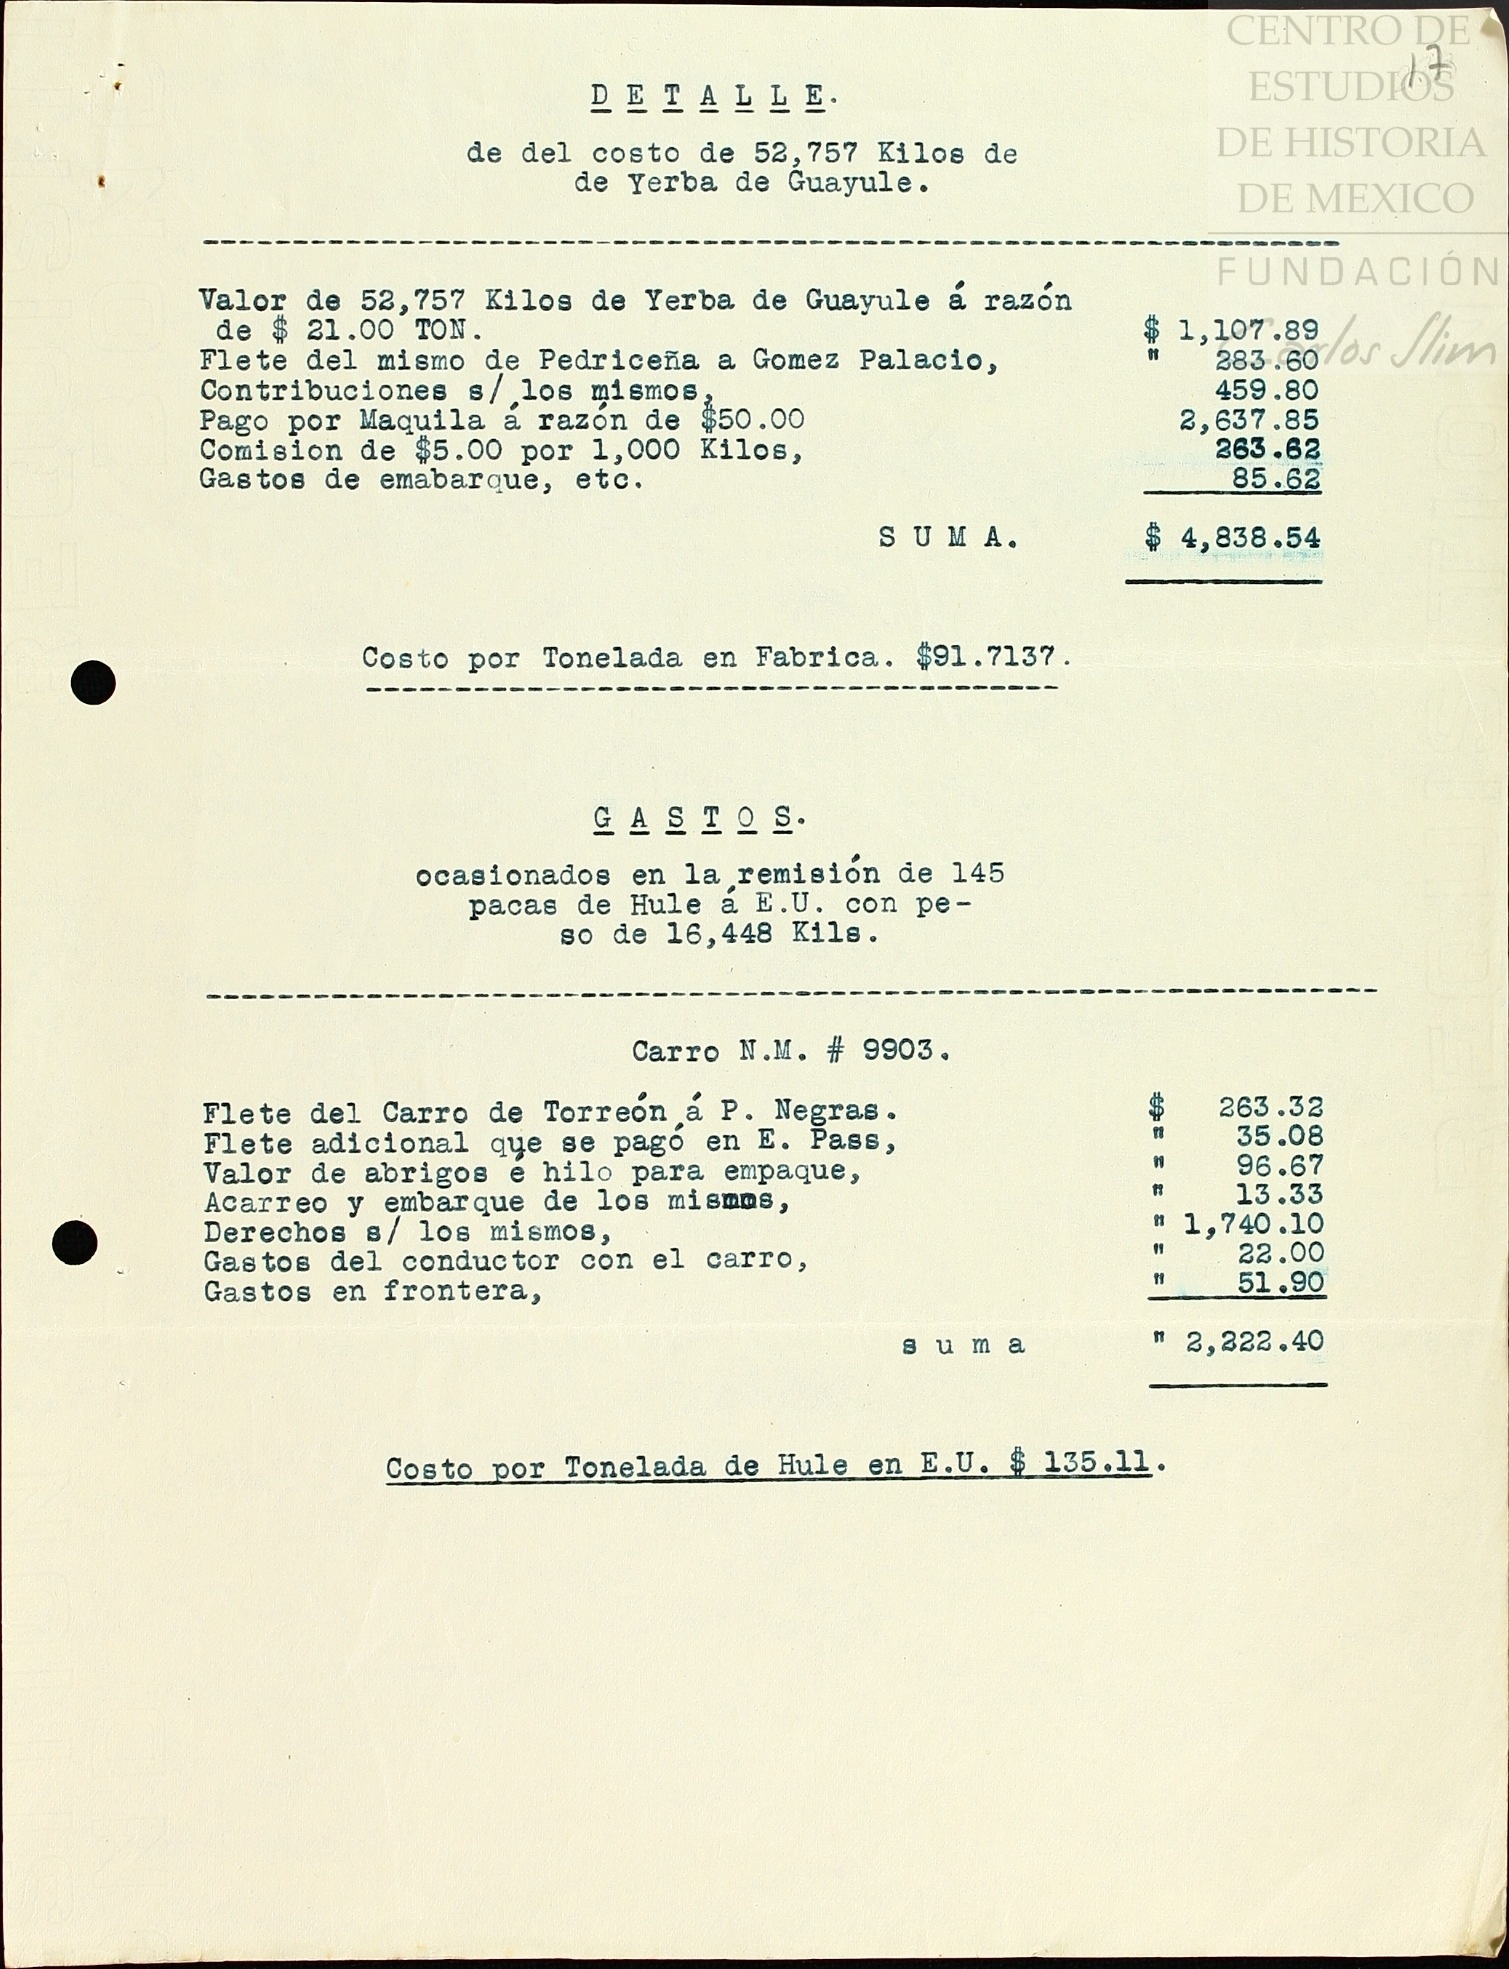 CENTRO DE
ESTUDIOS
DE HISTORIA
DE MEXICO
FUNDACIÓN
Carlos Slim
17
DETALLE.
de del costo de 52,757 Kilos de
de Yerba de Guayule.
Valor de 52,757 Kilos de Yerba de Guayule á razón
de $ 21.00 TON. $ 1,107.89
Flete del mismo de Pedriceña a Gomez Palacio, " 283.60
Contribuciones s/ los mismos, 459.80
Pago por Maquila á razón de $50.00 2,637.85
Comision de $5.00 por 1,000 Kilos, 263.62
Gastos de emabarque, etc. 85.62
SUMA. $ 4,838.54
Costo por Tonelada en Fabrica. $91.7137.
GASTOS.
ocasionados en la remisión de 145
pacas de Hule á E.U. con pe-
so de 16,448 Kils.
Carro N.M. # 9903.
Flete del Carro de Torreón á P. Negras. $ 263.32
Flete adicional que se pagó en E. Pass, " 35.08
Valor de abrigos é hilo para empaque, " 96.67
Acarreo y embarque de los mismos, " 13.33
Derechos s/ los mismos, " 1,740.10
Gastos del conductor con el carro, " 22.00
Gastos en frontera, " 51.90
suma " 2,222.40
Costo por Tonelada de Hule en E.U. $ 135.11.